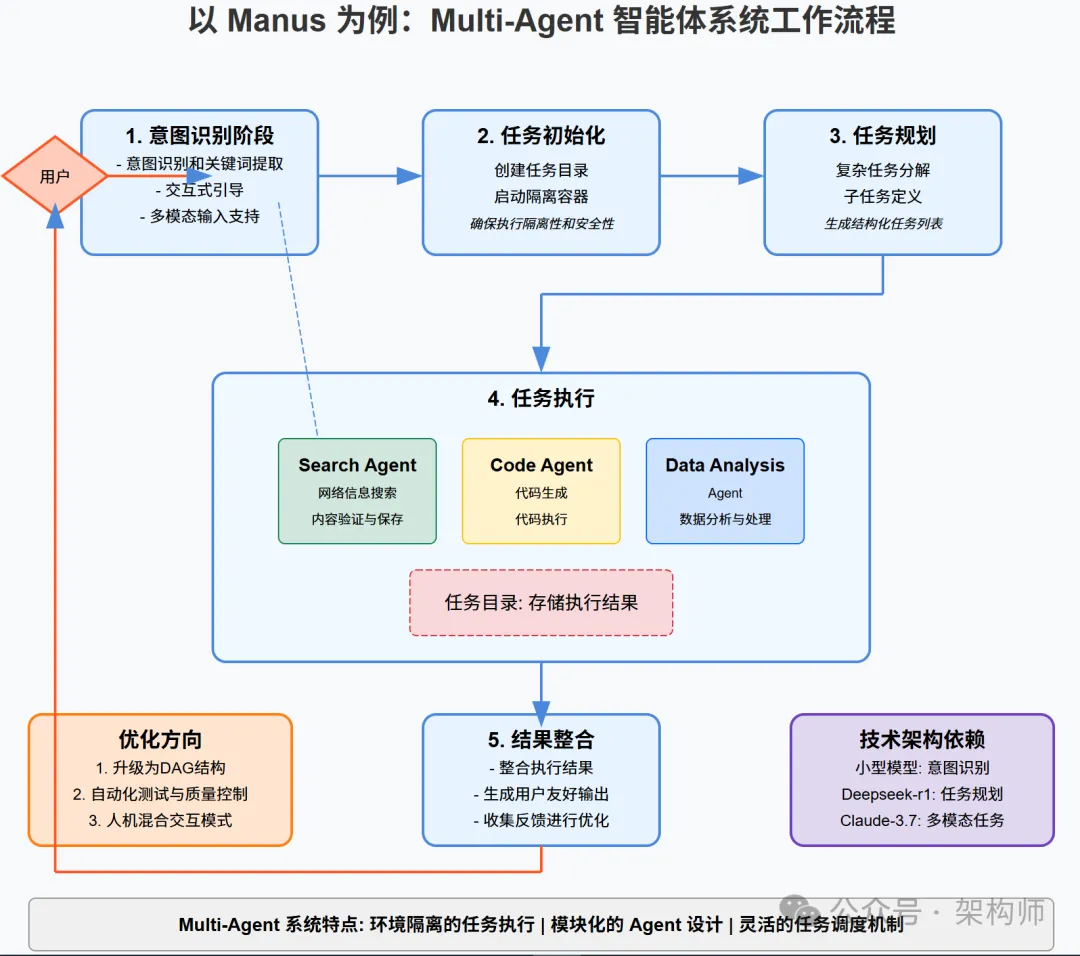 以 Manus 为例：Multi-Agent 智能体系统工作流程
用户
1. 意图识别阶段
- 意图识别和关键词提取
- 交互式引导
- 多模态输入支持
2. 任务初始化
创建任务目录
启动隔离容器
确保执行隔离性和安全性
3. 任务规划
复杂任务分解
子任务定义
生成结构化任务列表
4. 任务执行
Search Agent
网络信息搜索
内容验证与保存
Code Agent
代码生成
代码执行
Data Analysis
Agent
数据分析与处理
任务目录: 存储执行结果
优化方向
1. 升级为DAG结构
2. 自动化测试与质量控制
3. 人机混合交互模式
5. 结果整合
- 整合执行结果
- 生成用户友好输出
- 收集反馈进行优化
技术架构依赖
小型模型: 意图识别
Deepseek-r1: 任务规划
Claude-3.7: 多模态任务
Multi-Agent 系统特点: 环境隔离的任务执行 | 模块化的 Agent 设计 | 灵活的任务调度机制
公众号 · 架构师